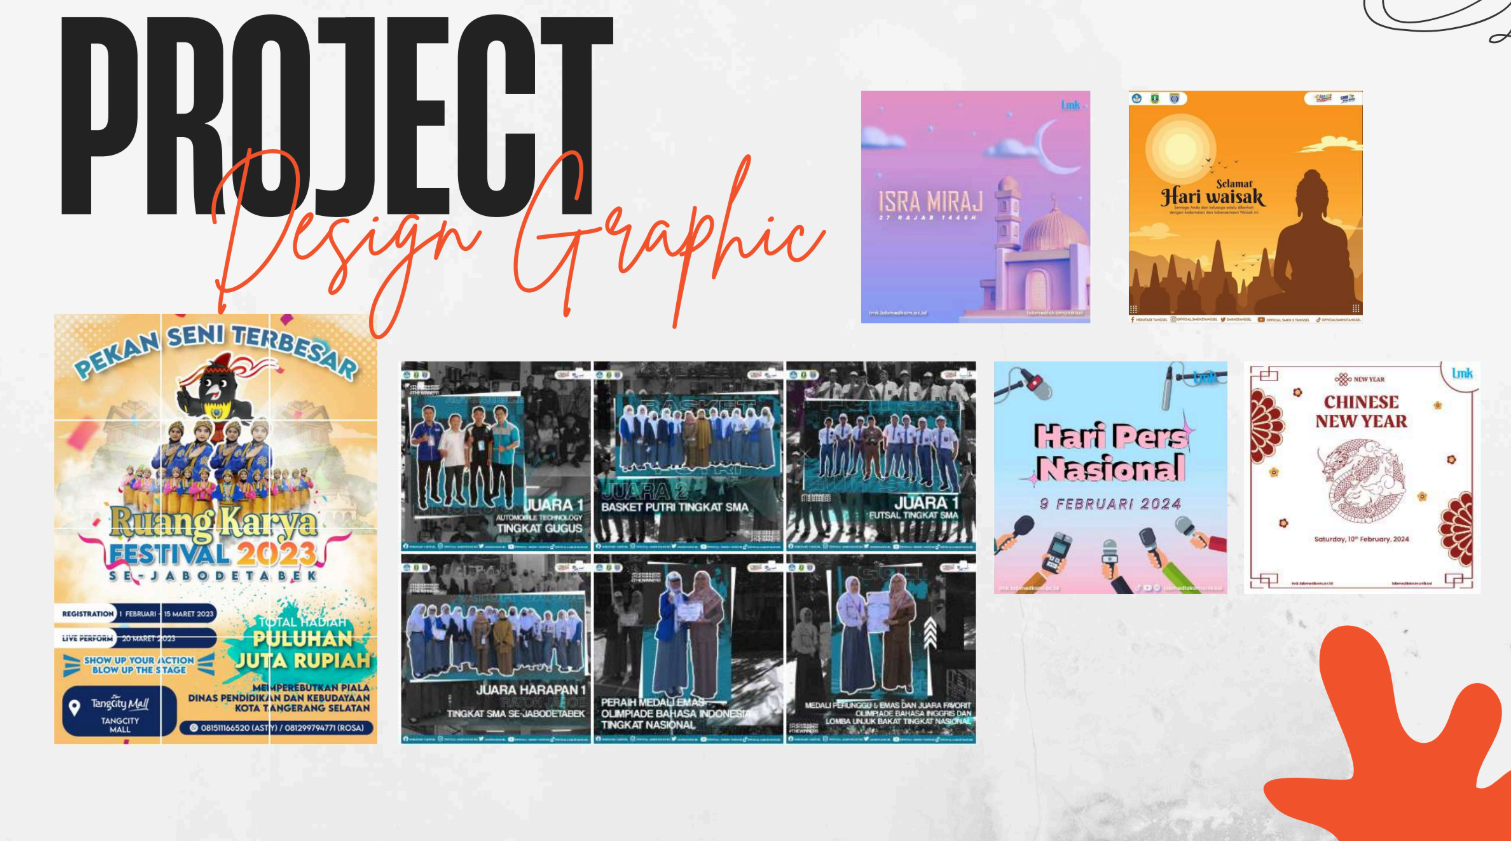 PROJECT
Design Graphic
Lmk
ISRA MIRAJ
27 RAJAB 1445H
lmk.labmedkom.or.id
labmedkomuntirtaofficial
Selamat
Hari waisak
PEKAN SENI TERBESAR
Ruang Karya
FESTIVAL 2023
SE-JABODETABEK
REGISTRATION 1 FEBRUARI - 15 MARET 2023
LIVE PERFORM 20 MARET 2023
SHOW UP YOUR ACTION
BLOW UP THE STAGE
TOTAL HADIAH
PULUHAN
JUTA RUPIAH
MEMPEREBUTKAN PIALA
DINAS PENDIDIKAN DAN KEBUDAYAAN
KOTA TANGERANG SELATAN
TangCity Mall
TANGCITY
MALL
081511166520 (ASTY) / 081299794771 (ROSA)
JUARA 1
AUTOMOBILE TECHNOLOGY
TINGKAT GUGUS
JUARA 2
BASKET PUTRI TINGKAT SMA
JUARA 1
FUTSAL TINGKAT SMA
JUARA HARAPAN 1
TINGKAT SMA SE-JABODETABEK
PERAIH MEDALI EMAS
OLIMPIADE BAHASA INDONESIA
TINGKAT NASIONAL
MEDALI PERUNGGU & EMAS DAN JUARA FAVORIT
OLIMPIADE BAHASA INGGRIS DAN
LOMBA UNJUK BAKAT TINGKAT NASIONAL
Lmk
Hari Pers
Nasional
9 FEBRUARI 2024
Lmk
NEW YEAR
CHINESE
NEW YEAR
Saturday, 10th February, 2024